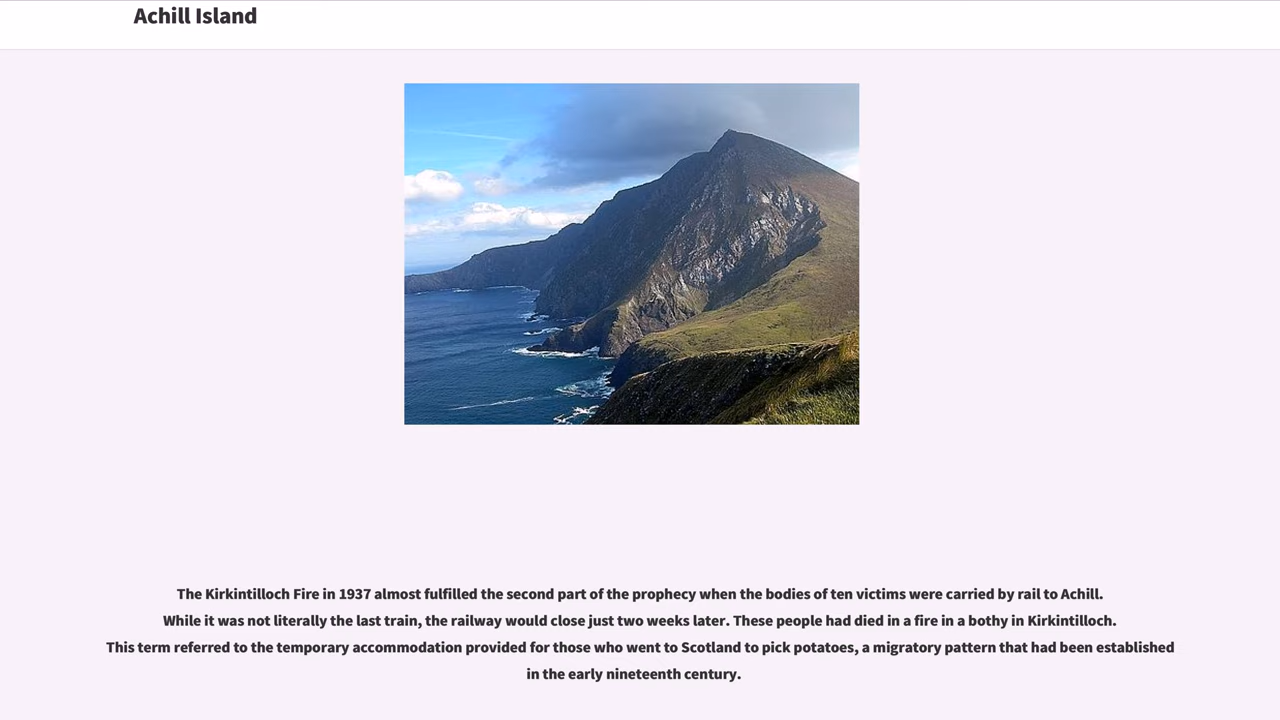 Achill Island
The Kirkintilloch Fire in 1937 almost fulfilled the second part of the prophecy when the bodies of ten victims were carried by rail to Achill.
While it was not literally the last train, the railway would close just two weeks later. These people had died in a fire in a bothy in Kirkintilloch.
This term referred to the temporary accommodation provided for those who went to Scotland to pick potatoes, a migratory pattern that had been established
in the early nineteenth century.